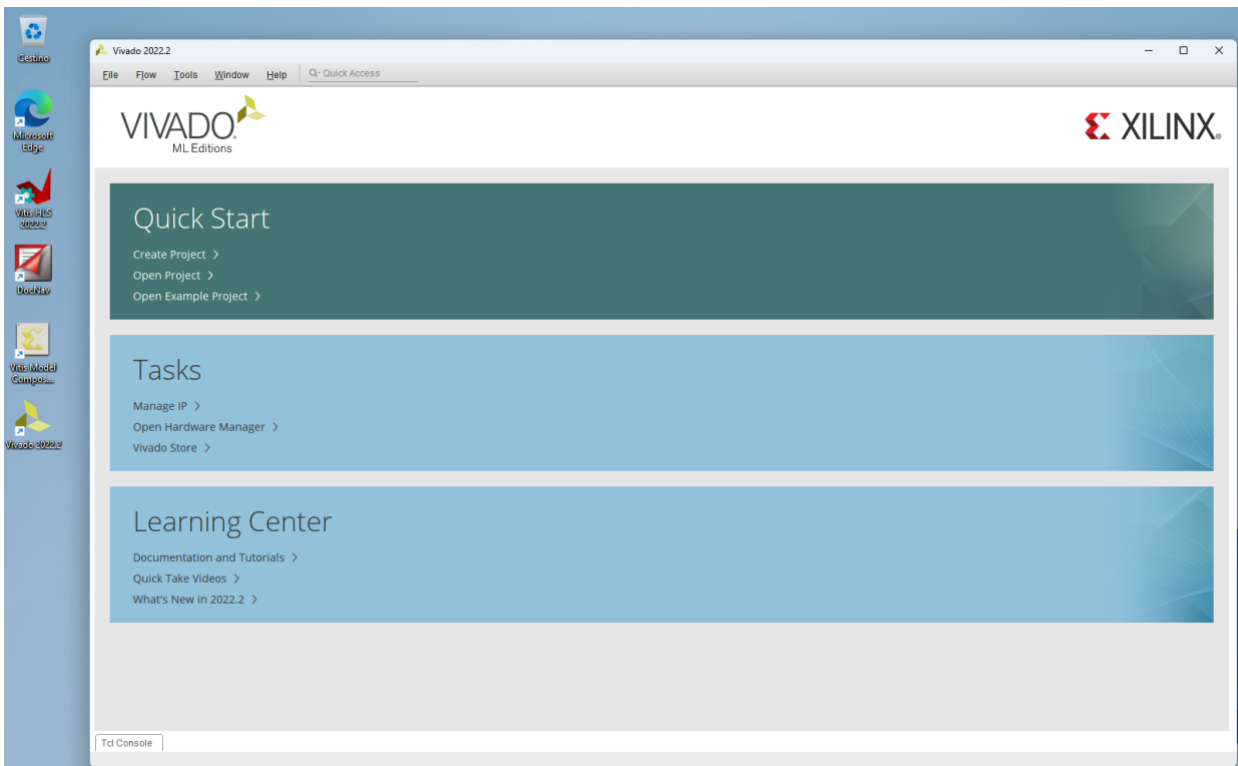 Cestino
Microsoft
Edge
Vitis HLS
2022.2
DocNav
Vitis Model
Compos...
Vivado 2022.2
Vivado 2022.2
File Flow Tools Window Help Quick Access
VIVADO.
ML Editions
XILINX.
Quick Start
Create Project >
Open Project >
Open Example Project >
Tasks
Manage IP >
Open Hardware Manager >
Vivado Store >
Learning Center
Documentation and Tutorials >
Quick Take Videos >
What's New in 2022.2 >
Tcl Console